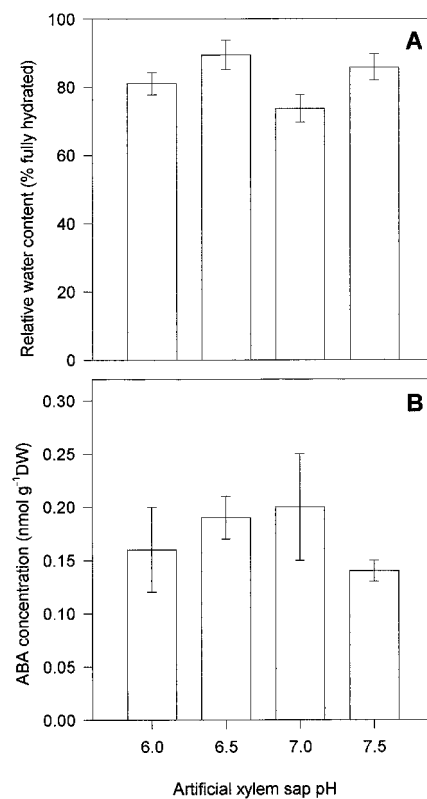 A
Relative water content (% fully hydrated)
100
80
60
40
20
0
B
ABA concentration (nmol g⁻¹DW)
0.30
0.25
0.20
0.15
0.10
0.05
0.00
6.0 6.5 7.0 7.5
Artificial xylem sap pH